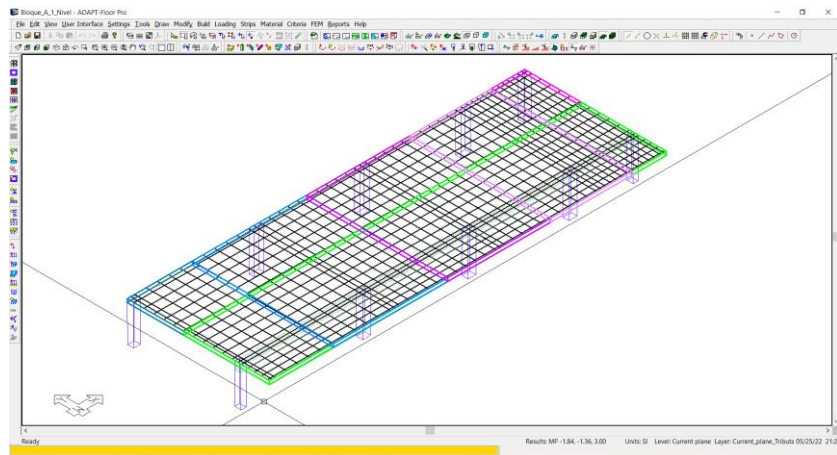 Bloque_A_1_Nivel - ADAPT-Floor Pro
File Edit View User Interface Settings Tools Draw Modify Build Loading Strips Material Criteria FEM Reports Help
Ready
Results: MP -1.84, -1.36, 3.00 Units: SI Level: Current plane Layer: Current_plane_Tributa 05/25/22 21:2